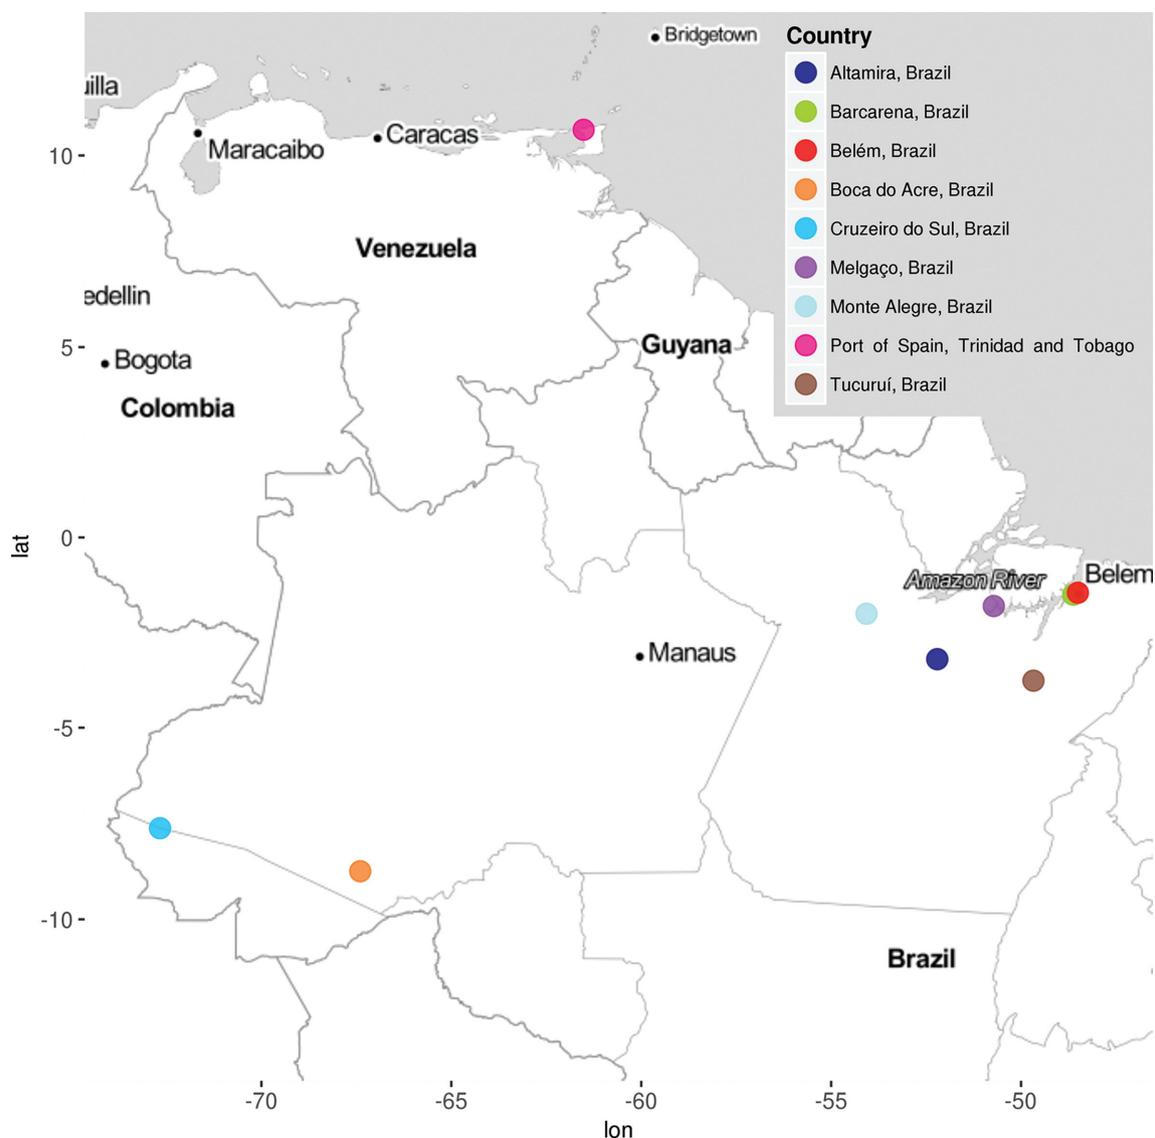 Bridgetown
Country
Altamira, Brazil
Barcarena, Brazil
Belém, Brazil
Boca do Acre, Brazil
Cruzeiro do Sul, Brazil
Melgaço, Brazil
Monte Alegre, Brazil
Port of Spain, Trinidad and Tobago
Tucuruí, Brazil
uilla
Maracaibo
Caracas
Venezuela
edellin
Bogota
Guyana
Colombia
Amazon River
Belem
Manaus
Brazil
10
5
0
-5
-10
lat
-70
-65
-60
-55
-50
lon